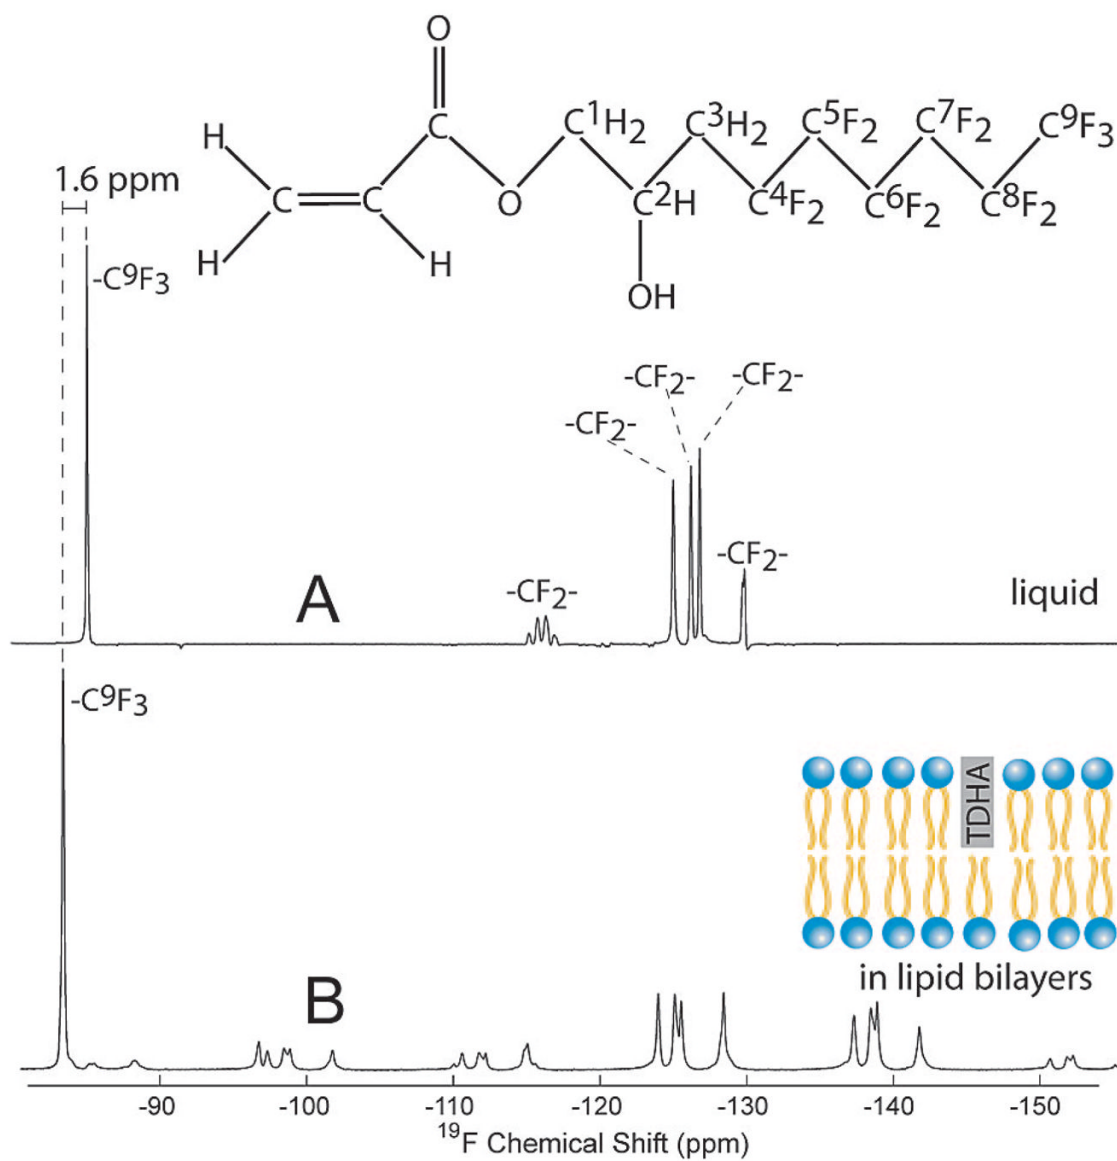 O
H
C
C¹H₂
C³H₂
C⁵F₂
C⁷F₂
C⁹F₃
1.6 ppm
C
C
O
C²H
C⁴F₂
C⁶F₂
C⁸F₂
H
H
-C⁹F₃
OH
-CF₂-
-CF₂-
-CF₂-
-CF₂-
A
-CF₂-
liquid
-C⁹F₃
TDHA
in lipid bilayers
B
-90 -100 -110 -120 -130 -140 -150
¹⁹F Chemical Shift (ppm)